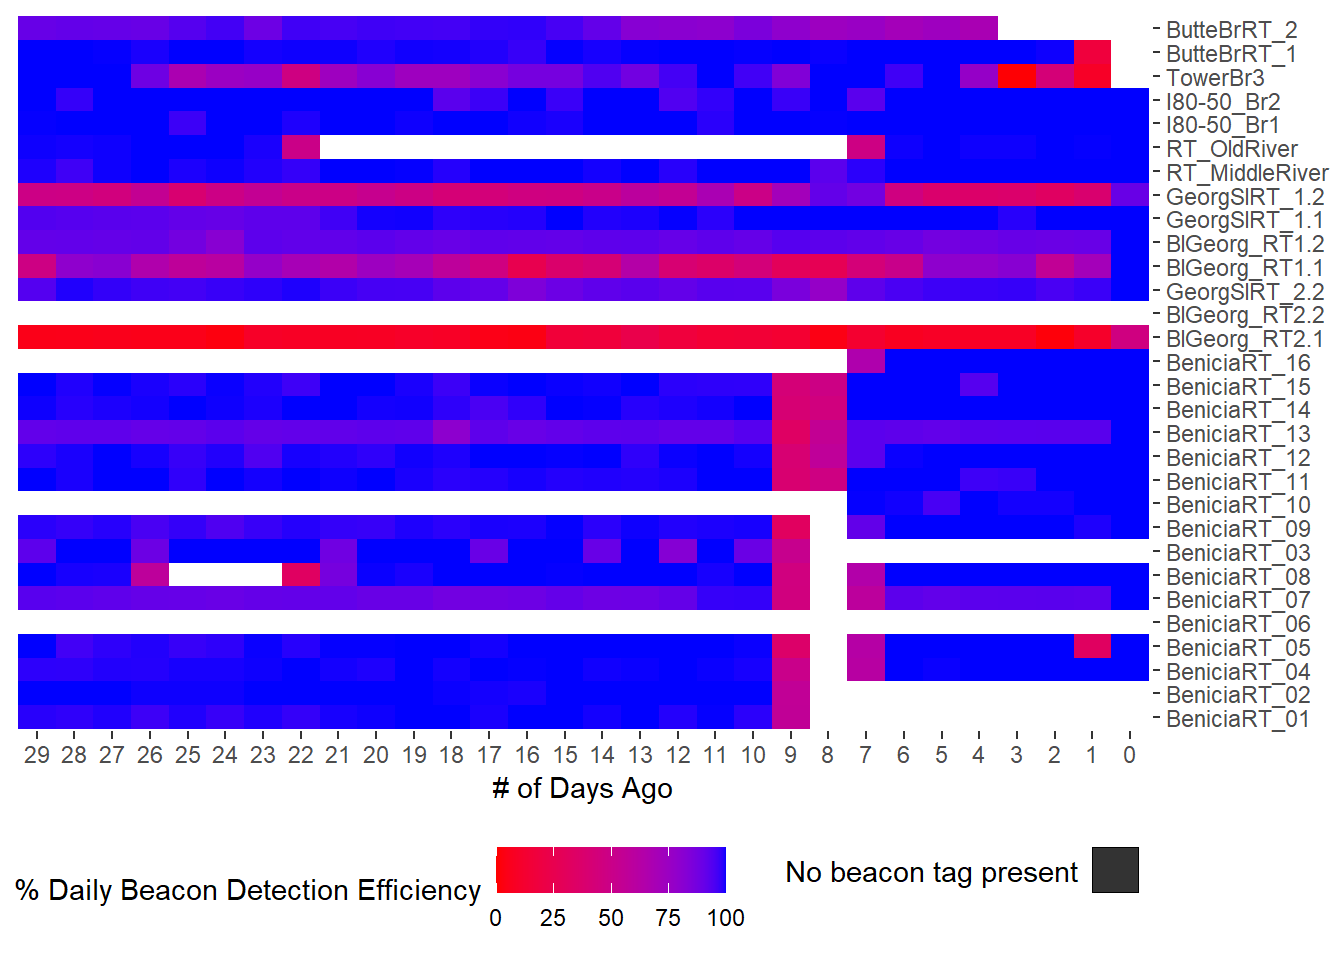 ButteBrRT_2
ButteBrRT_1
TowerBr3
I80-50_Br2
I80-50_Br1
RT_OldRiver
RT_MiddleRiver
GeorgSlRT_1.2
GeorgSlRT_1.1
BlGeorg_RT1.2
BlGeorg_RT1.1
GeorgSlRT_2.2
BlGeorg_RT2.2
BlGeorg_RT2.1
BeniciaRT_16
BeniciaRT_15
BeniciaRT_14
BeniciaRT_13
BeniciaRT_12
BeniciaRT_11
BeniciaRT_10
BeniciaRT_09
BeniciaRT_03
BeniciaRT_08
BeniciaRT_07
BeniciaRT_06
BeniciaRT_05
BeniciaRT_04
BeniciaRT_02
BeniciaRT_01
29 28 27 26 25 24 23 22 21 20 19 18 17 16 15 14 13 12 11 10 9 8 7 6 5 4 3 2 1 0
# of Days Ago
% Daily Beacon Detection Efficiency
0 25 50 75 100
No beacon tag present